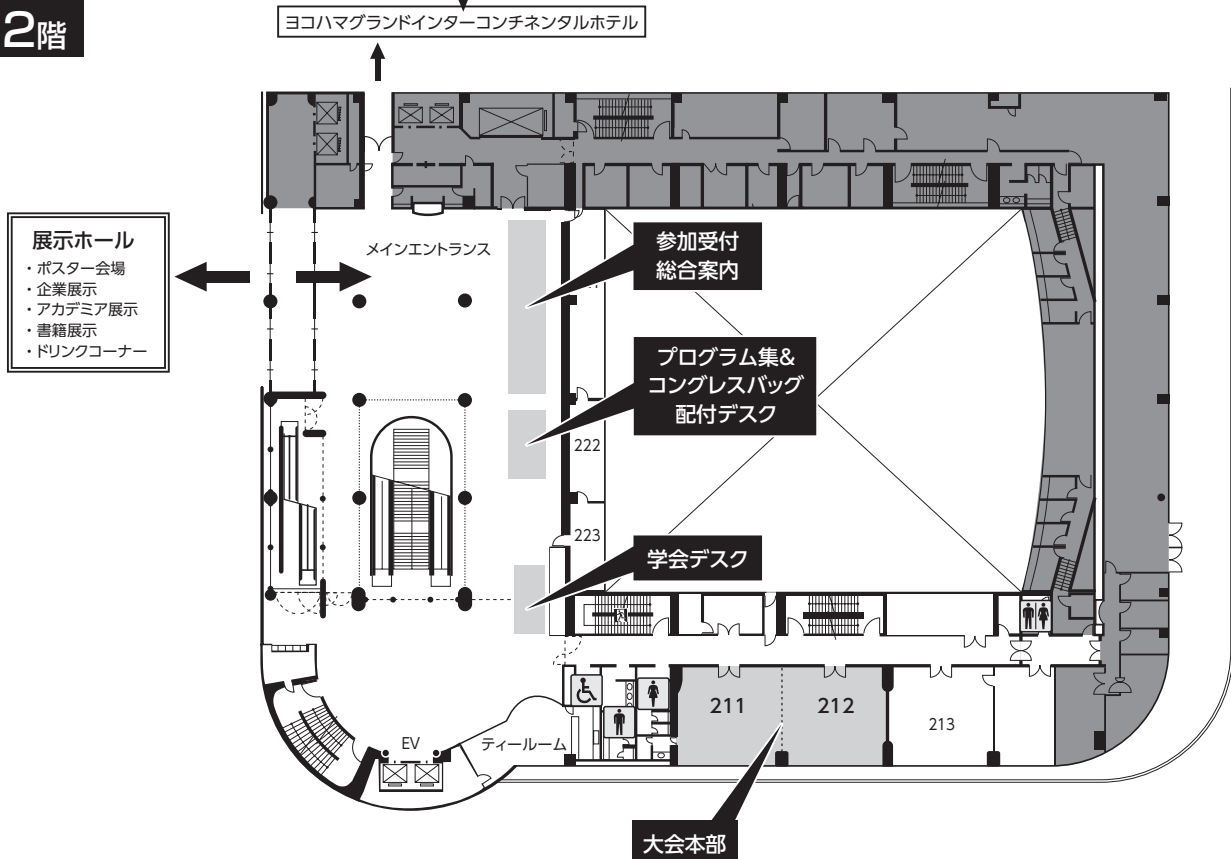 2階
ヨコハマグランドインターコンチネンタルホテル
展示ホール
・ポスター会場
・企業展示
・アカデミア展示
・書籍展示
・ドリンクコーナー
メインエントランス
参加受付
総合案内
プログラム集&
コングレスバッグ
配付デスク
222
223
学会デスク
211
212
213
EV
ティールーム
大会本部